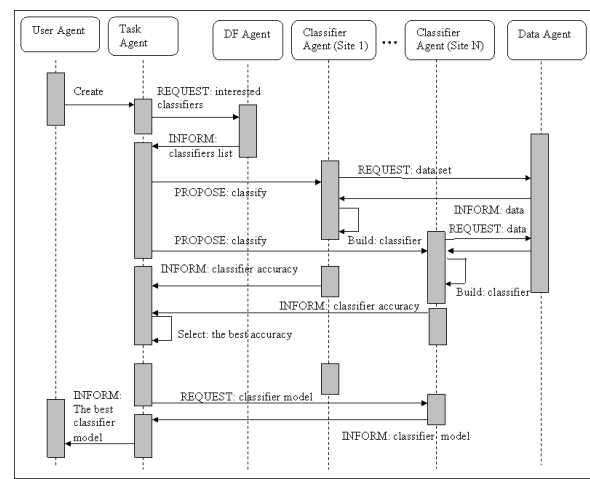 User Agent
Task
Agent
DF Agent
Classifier
Agent (Site 1)
...
Classifier
Agent (Site N)
Data Agent
Create
REQUEST: interested
classifiers
INFORM:
classifiers list
REQUEST: data set
PROPOSE: classify
INFORM: data
REQUEST: data
Build: classifier
PROPOSE: classify
INFORM: classifier accuracy
Build: classifier
INFORM: classifier accuracy
Select: the best accuracy
INFORM:
The best
classifier
model
REQUEST: classifier model
INFORM: classifier model